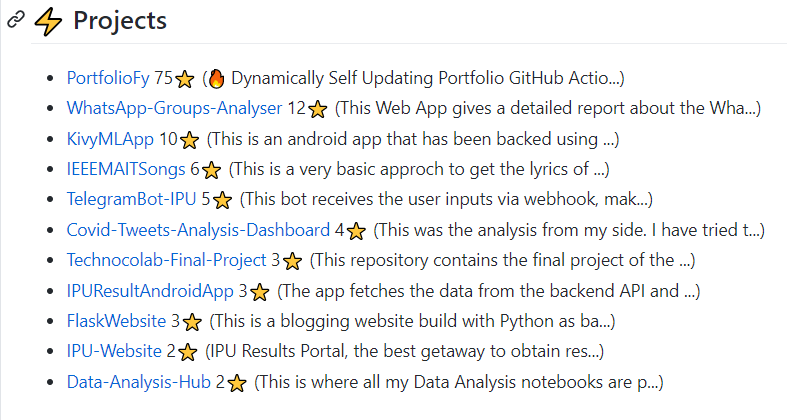 ⚡ Projects
PortfolioFy 75⭐ (🔥 Dynamically Self Updating Portfolio GitHub Actio...)
WhatsApp-Groups-Analyser 12⭐ (This Web App gives a detailed report about the Wha...)
KivyMLApp 10⭐ (This is an android app that has been backed using ...)
IEEEMAITSongs 6⭐ (This is a very basic approch to get the lyrics of ...)
TelegramBot-IPU 5⭐ (This bot receives the user inputs via webhook, mak...)
Covid-Tweets-Analysis-Dashboard 4⭐ (This was the analysis from my side. I have tried t...)
Technocolab-Final-Project 3⭐ (This repository contains the final project of the ...)
IPUResultAndroidApp 3⭐ (The app fetches the data from the backend API and ...)
FlaskWebsite 3⭐ (This is a blogging website build with Python as ba...)
IPU-Website 2⭐ (IPU Results Portal, the best getaway to obtain res...)
Data-Analysis-Hub 2⭐ (This is where all my Data Analysis notebooks are p...)